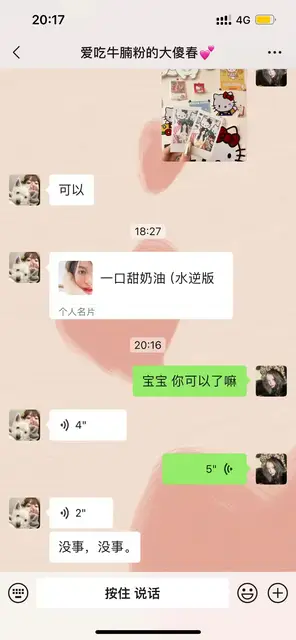 20:17
4G
爱吃牛腩粉的大傻春💕
可以
18:27
一口甜奶油 (水逆版
个人名片
20:16
宝宝 你可以了嘛
4"
5"
2"
没事，没事。
按住 说话